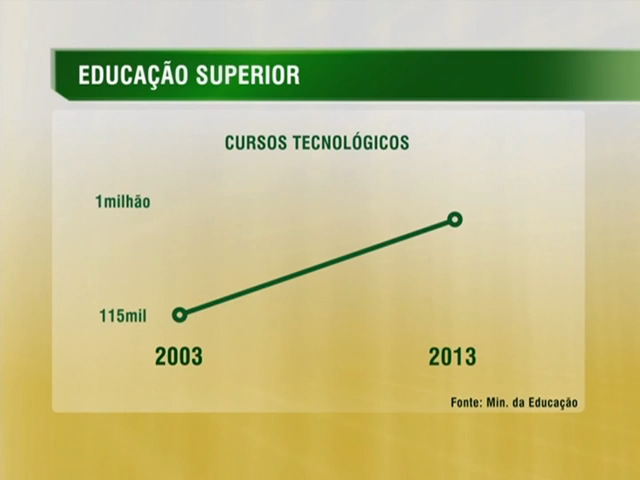 EDUCAÇÃO SUPERIOR
CURSOS TECNOLÓGICOS
1milhão
115mil
2003
2013
Fonte: Min. da Educação